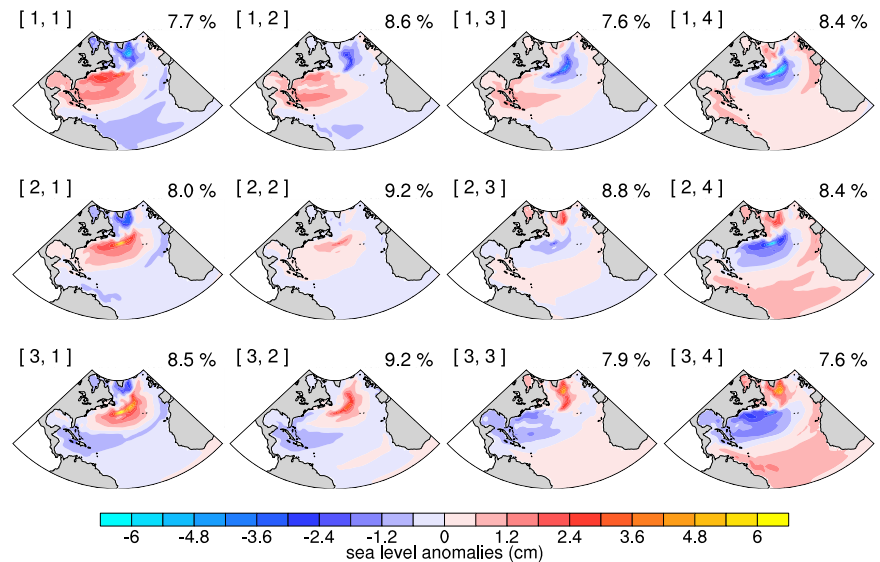 [ 1, 1 ] 7.7 % [ 1, 2 ] 8.6 % [ 1, 3 ] 7.6 % [ 1, 4 ] 8.4 %
[ 2, 1 ] 8.0 % [ 2, 2 ] 9.2 % [ 2, 3 ] 8.8 % [ 2, 4 ] 8.4 %
[ 3, 1 ] 8.5 % [ 3, 2 ] 9.2 % [ 3, 3 ] 7.9 % [ 3, 4 ] 7.6 %
-6 -4.8 -3.6 -2.4 -1.2 0 1.2 2.4 3.6 4.8 6
sea level anomalies (cm)